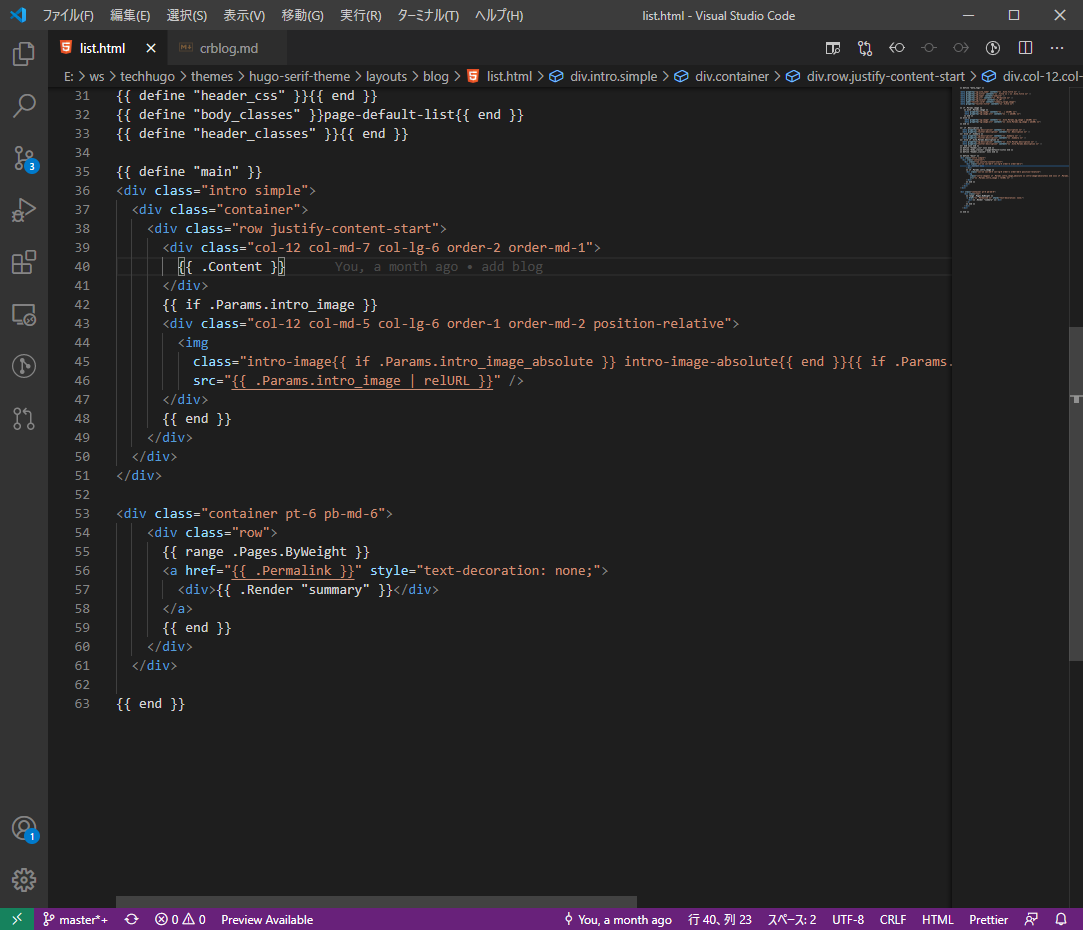 ファイル(F) 編集(E) 選択(S) 表示(V) 移動(G) 実行(R) ターミナル(T) ヘルプ(H) list.html - Visual Studio Code
list.html crblog.md
E: > ws > techhugo > themes > hugo-serif-theme > layouts > blog > list.html > div.intro.simple > div.container > div.row.justify-content-start > div.col-12.col-
31 {{ define "header_css" }}{{ end }}
32 {{ define "body_classes" }}page-default-list{{ end }}
33 {{ define "header_classes" }}{{ end }}
34
35 {{ define "main" }}
36 <div class="intro simple">
37 <div class="container">
38 <div class="row justify-content-start">
39 <div class="col-12 col-md-7 col-lg-6 order-2 order-md-1">
40 {{ .Content }} You, a month ago • add blog
41 </div>
42 {{ if .Params.intro_image }}
43 <div class="col-12 col-md-5 col-lg-6 order-1 order-md-2 position-relative">
44 <img
45 class="intro-image{{ if .Params.intro_image_absolute }} intro-image-absolute{{ end }}{{ if .Params.
46 src="{{ .Params.intro_image | relURL }}" />
47 </div>
48 {{ end }}
49 </div>
50 </div>
51 </div>
52
53 <div class="container pt-6 pb-md-6">
54 <div class="row">
55 {{ range .Pages.ByWeight }}
56 <a href="{{ .Permalink }}" style="text-decoration: none;">
57 <div>{{ .Render "summary" }}</div>
58 </a>
59 {{ end }}
60 </div>
61 </div>
62
63 {{ end }}
3
1
master*+ 0 0 Preview Available You, a month ago 行 40、列 23 スペース: 2 UTF-8 CRLF HTML Prettier